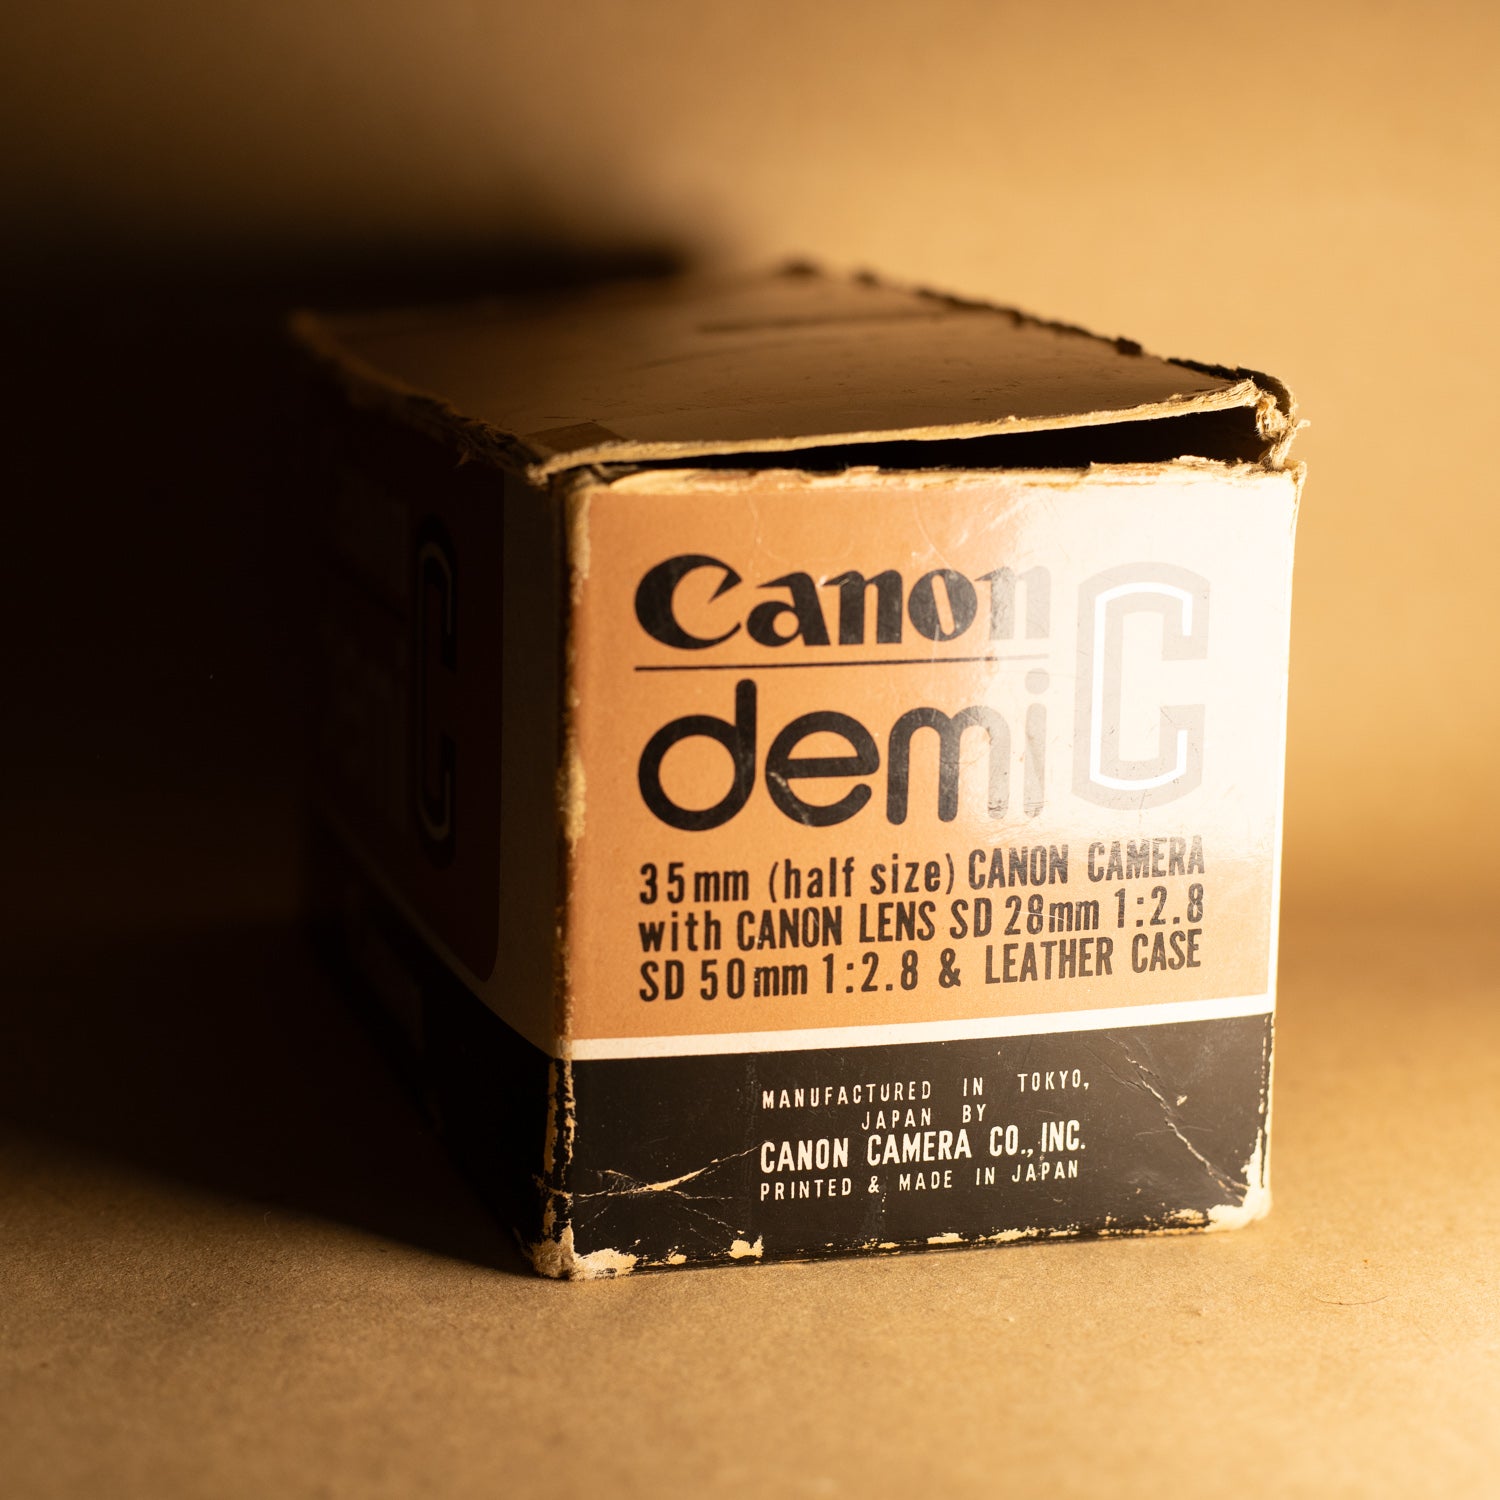 Canon
demi C
35mm (half size) CANON CAMERA
with CANON LENS SD 28mm 1:2.8
SD 50mm 1:2.8 & LEATHER CASE
MANUFACTURED IN TOKYO,
JAPAN BY
CANON CAMERA CO., INC.
PRINTED & MADE IN JAPAN
C